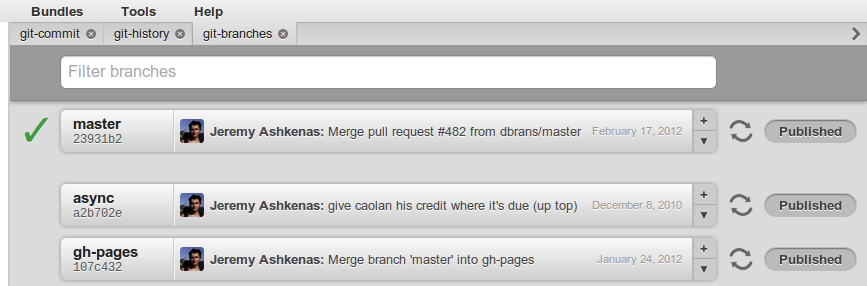 Bundles Tools Help
git-commit git-history git-branches
Filter branches
master
23931b2
Jeremy Ashkenas: Merge pull request #482 from dbrans/master February 17, 2012
Published
async
a2b702e
Jeremy Ashkenas: give caolan his credit where it's due (up top) December 8, 2010
Published
gh-pages
107c432
Jeremy Ashkenas: Merge branch 'master' into gh-pages January 24, 2012
Published